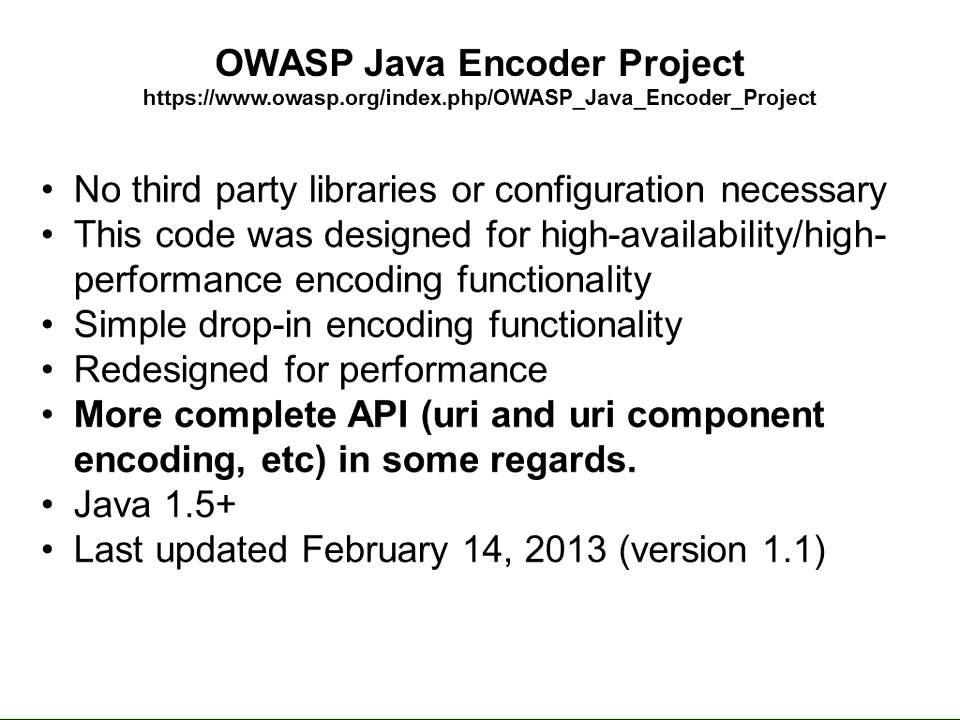 OWASP Java Encoder Project
https://www.owasp.org/index.php/OWASP_Java_Encoder_Project
• No third party libraries or configuration necessary
• This code was designed for high-availability/high-
performance encoding functionality
• Simple drop-in encoding functionality
• Redesigned for performance
• More complete API (uri and uri component
encoding, etc) in some regards.
• Java 1.5+
• Last updated February 14, 2013 (version 1.1)